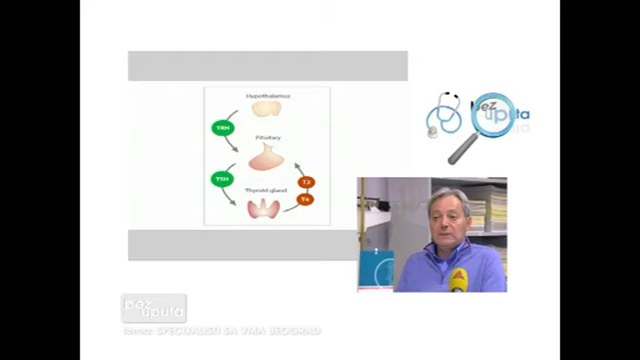 Hypothalamus
TRH
Pituitary
TSH
T3
Thyroid gland
T4
bez
uputa
bez
uputa
tema: SPECIJALISTI SA VMA BEOGRAD